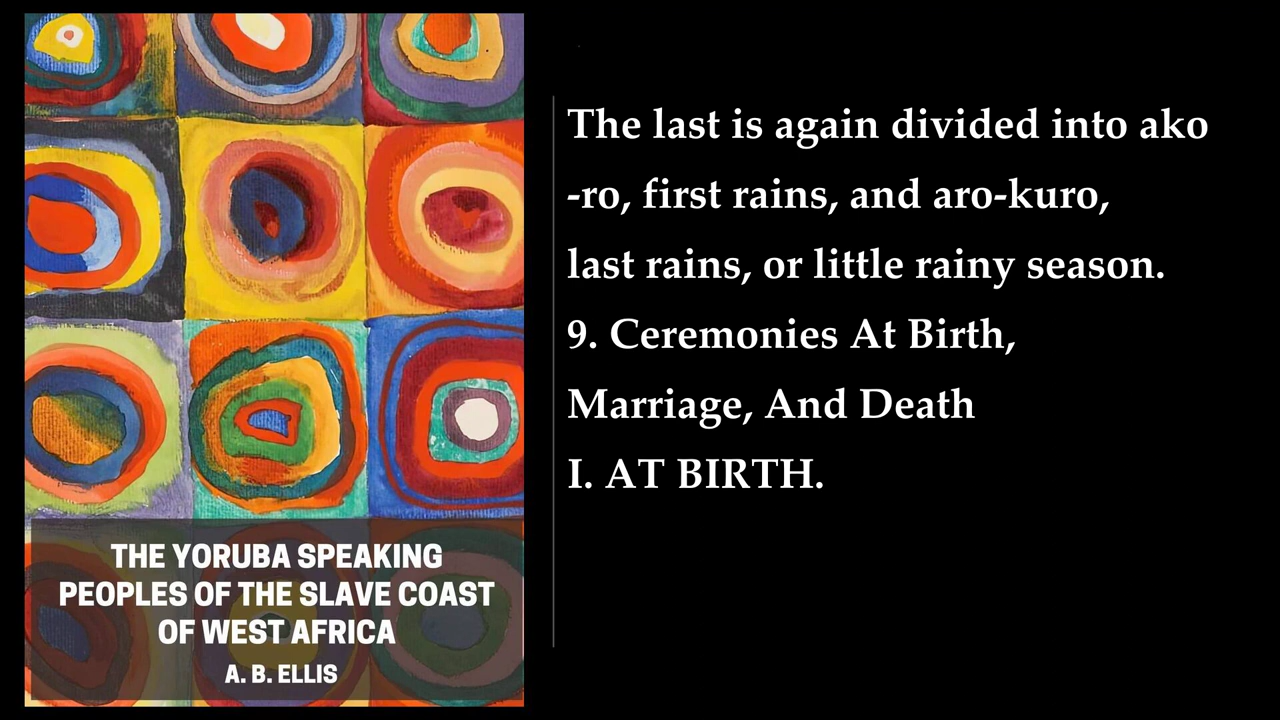 THE YORUBA SPEAKING
PEOPLES OF THE SLAVE COAST
OF WEST AFRICA
A. B. ELLIS
The last is again divided into ako
-ro, first rains, and aro-kuro,
last rains, or little rainy season.
9. Ceremonies At Birth,
Marriage, And Death
I. AT BIRTH.